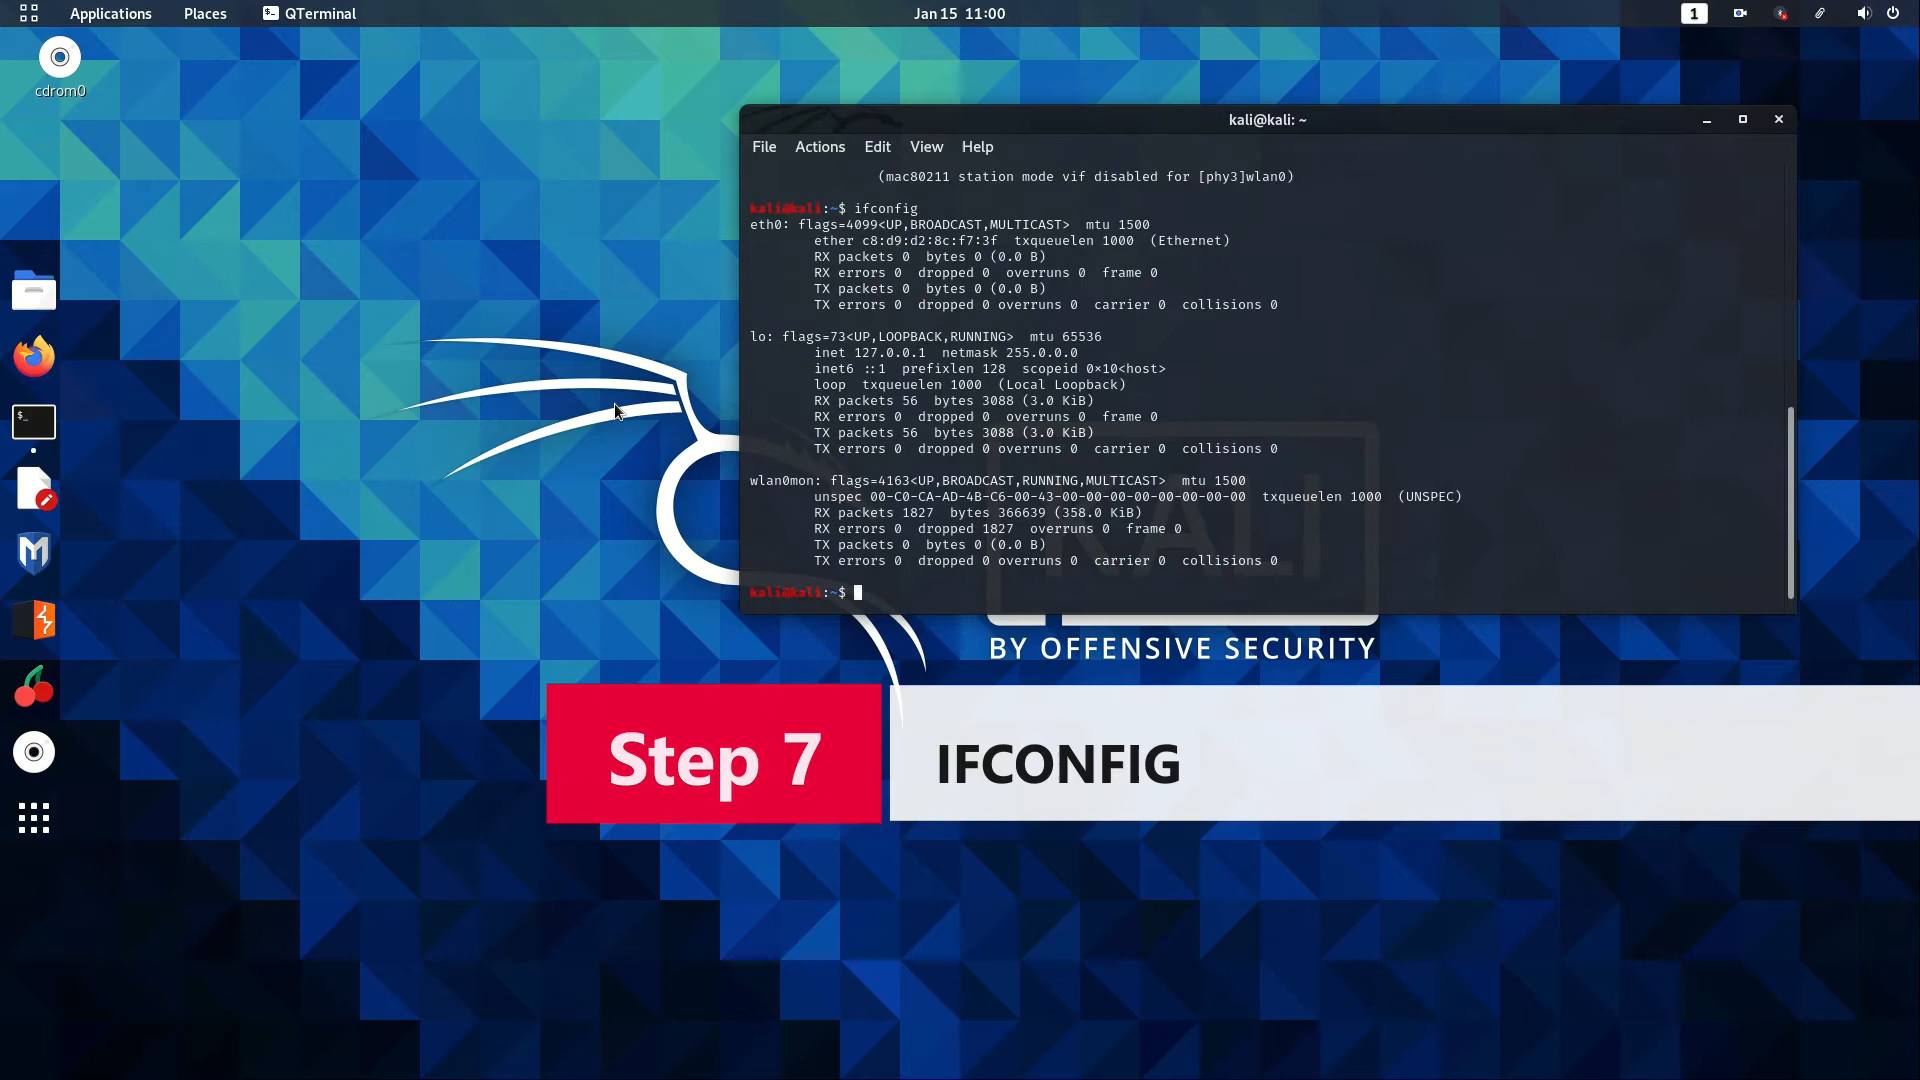 Applications Places QTerminal Jan 15 11:00 1
cdrom0
kali@kali: ~
File Actions Edit View Help
(mac80211 station mode vif disabled for [phy3]wlan0)
kali@kali:~$ ifconfig
eth0: flags=4099<UP,BROADCAST,MULTICAST> mtu 1500
ether c8:d9:d2:8c:f7:3f txqueuelen 1000 (Ethernet)
RX packets 0 bytes 0 (0.0 B)
RX errors 0 dropped 0 overruns 0 frame 0
TX packets 0 bytes 0 (0.0 B)
TX errors 0 dropped 0 overruns 0 carrier 0 collisions 0
lo: flags=73<UP,LOOPBACK,RUNNING> mtu 65536
inet 127.0.0.1 netmask 255.0.0.0
inet6 ::1 prefixlen 128 scopeid 0×10<host>
loop txqueuelen 1000 (Local Loopback)
RX packets 56 bytes 3088 (3.0 KiB)
RX errors 0 dropped 0 overruns 0 frame 0
TX packets 56 bytes 3088 (3.0 KiB)
TX errors 0 dropped 0 overruns 0 carrier 0 collisions 0
wlan0mon: flags=4163<UP,BROADCAST,RUNNING,MULTICAST> mtu 1500
unspec 00-C0-CA-AD-4B-C6-00-43-00-00-00-00-00-00-00-00 txqueuelen 1000 (UNSPEC)
RX packets 1827 bytes 366639 (358.0 KiB)
RX errors 0 dropped 1827 overruns 0 frame 0
TX packets 0 bytes 0 (0.0 B)
TX errors 0 dropped 0 overruns 0 carrier 0 collisions 0
kali@kali:~$
KALI
BY OFFENSIVE SECURITY
Step 7
IFCONFIG